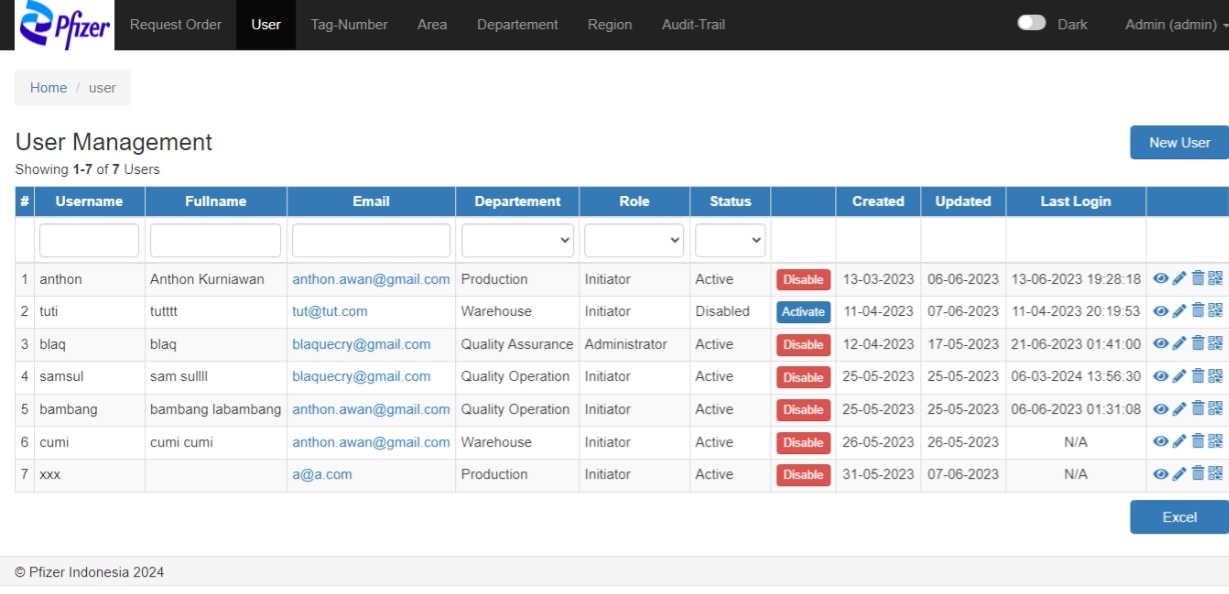 Pfizer Request Order User Tag-Number Area Departement Region Audit-Trail Dark Admin (admin)
Home / user
User Management
New User
Showing 1-7 of 7 Users
# Username Fullname Email Departement Role Status Created Updated Last Login
1 anthon Anthon Kurniawan anthon.awan@gmail.com Production Initiator Active Disable 13-03-2023 06-06-2023 13-06-2023 19:28:18
2 tuti tutttt tut@tut.com Warehouse Initiator Disabled Activate 11-04-2023 07-06-2023 11-04-2023 20:19:53
3 blaq blaq blaquecry@gmail.com Quality Assurance Administrator Active Disable 12-04-2023 17-05-2023 21-06-2023 01:41:00
4 samsul sam sullll blaquecry@gmail.com Quality Operation Initiator Active Disable 25-05-2023 25-05-2023 06-03-2024 13:56:30
5 bambang bambang labambang anthon.awan@gmail.com Quality Operation Initiator Active Disable 25-05-2023 25-05-2023 06-06-2023 01:31:08
6 cumi cumi cumi anthon.awan@gmail.com Warehouse Initiator Active Disable 26-05-2023 26-05-2023 N/A
7 xxx a@a.com Production Initiator Active Disable 31-05-2023 07-06-2023 N/A
Excel
© Pfizer Indonesia 2024